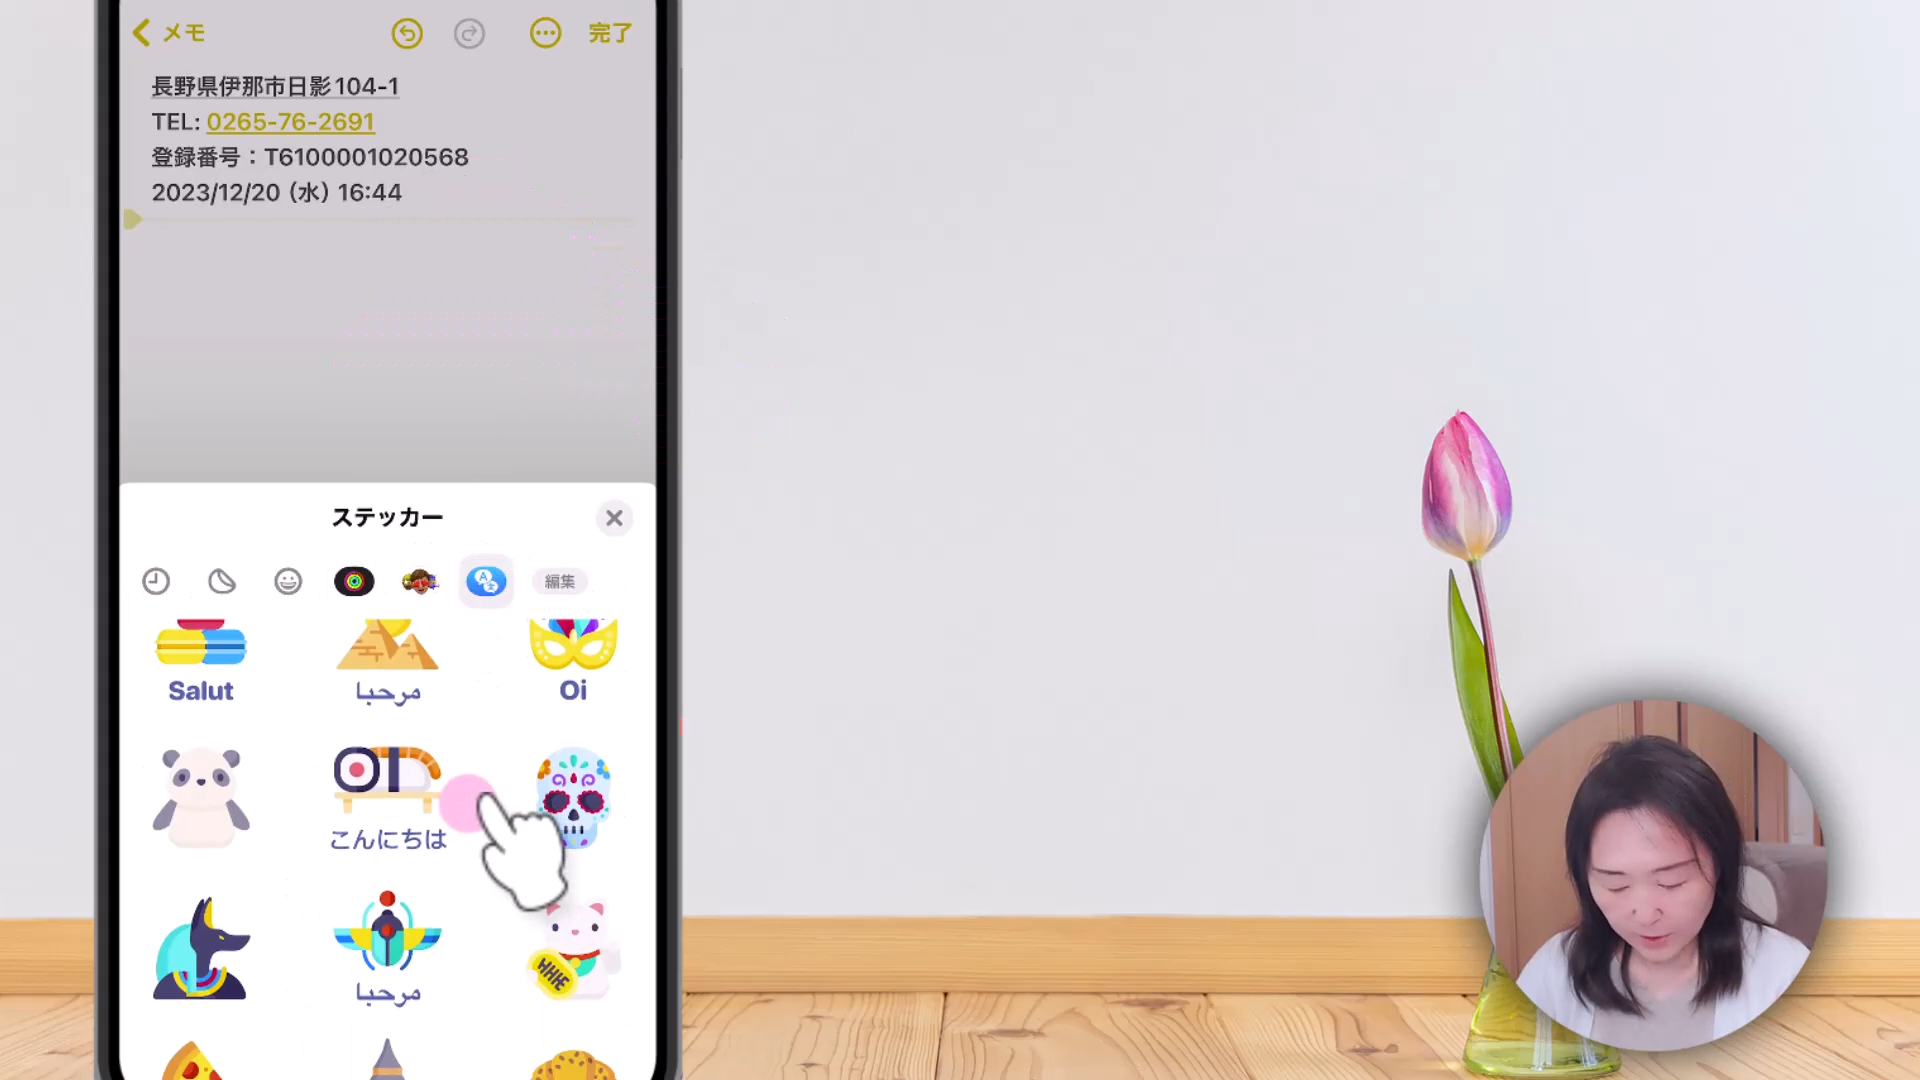 メモ
完了
長野県伊那市日影104-1
TEL: 0265-76-2691
登録番号：T6100001020568
2023/12/20（水）16:44
ステッカー
編集
Salut
مرحبا
Oi
こんにちは
مرحبا